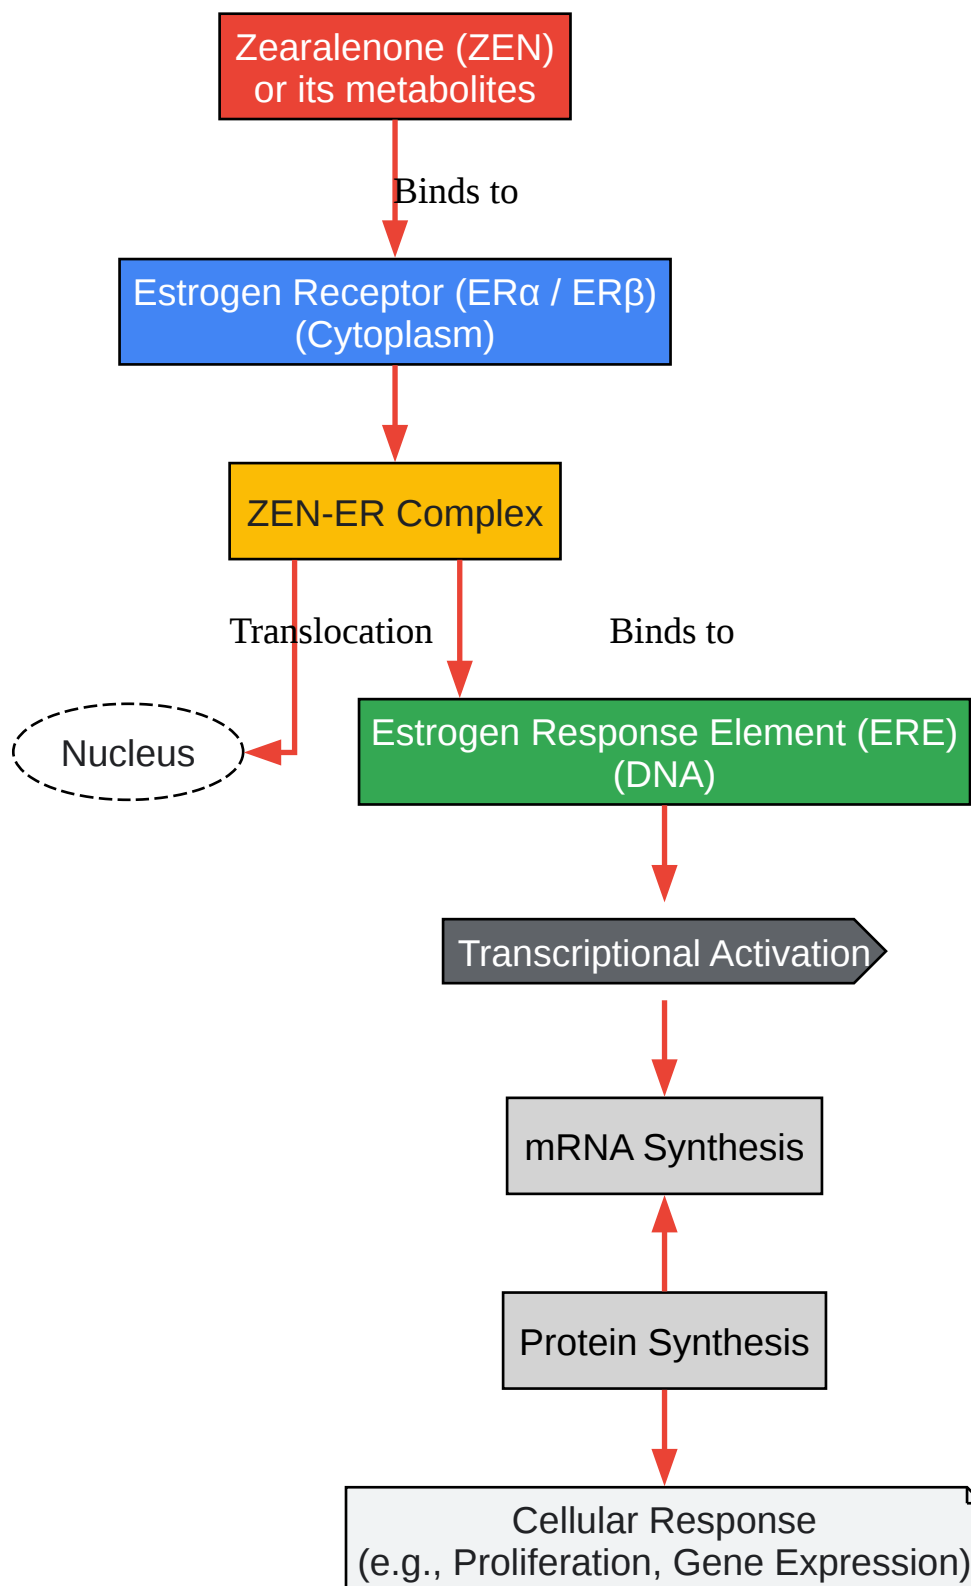 Zearalenone (ZEN)
or its metabolites
Binds to
Estrogen Receptor (ERα / ERβ)
(Cytoplasm)
ZEN-ER Complex
Translocation
Binds to
Nucleus
Estrogen Response Element (ERE)
(DNA)
Transcriptional Activation
mRNA Synthesis
Protein Synthesis
Cellular Response
(e.g., Proliferation, Gene Expression)